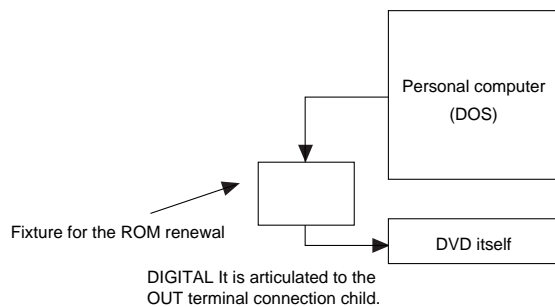 Personal computer
(DOS)
Fixture for the ROM renewal
DVD itself
DIGITAL It is articulated to the
OUT terminal connection child.